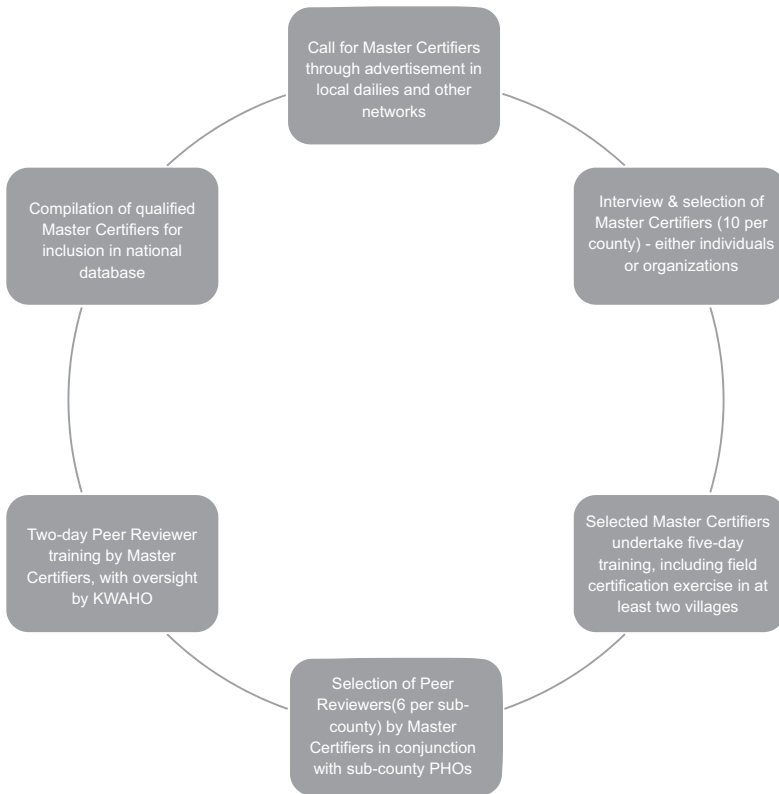 Call for Master Certifiers
through advertisement in
local dailies and other
networks
Interview & selection of
Master Certifiers (10 per
county) - either individuals
or organizations
Selected Master Certifiers
undertake five-day
training, including field
certification exercise in at
least two villages
Selection of Peer
Reviewers(6 per sub-
county) by Master
Certifiers in conjunction
with sub-county PHOs
Two-day Peer Reviewer
training by Master
Certifiers, with oversight
by KWAHO
Compilation of qualified
Master Certifiers for
inclusion in national
database